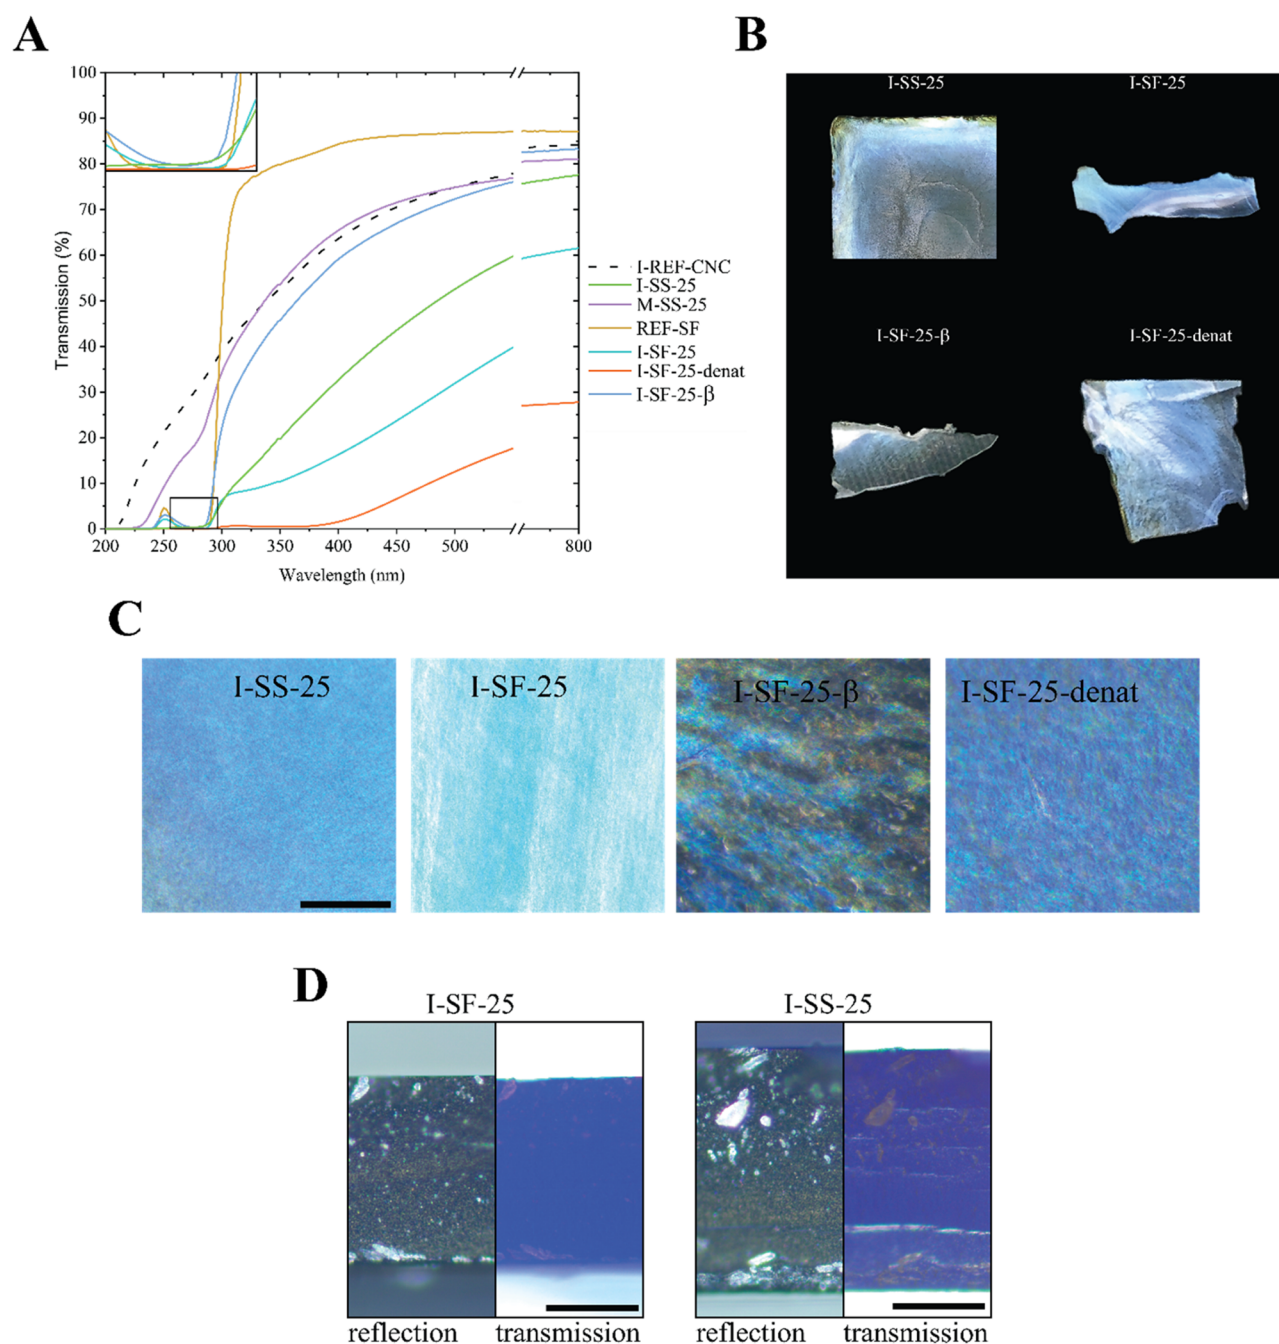 A
100
90
80
70
60
50
40
30
20
10
0
Transmission (%)
200
250
300
350
400
450
500
800
Wavelength (nm)
I-REF-CNC
I-SS-25
M-SS-25
REF-SF
I-SF-25
I-SF-25-denat
I-SF-25-β
B
I-SS-25
I-SF-25
I-SF-25-β
I-SF-25-denat
C
I-SS-25
I-SF-25
I-SF-25-β
I-SF-25-denat
D
I-SF-25
I-SS-25
reflection
transmission
reflection
transmission